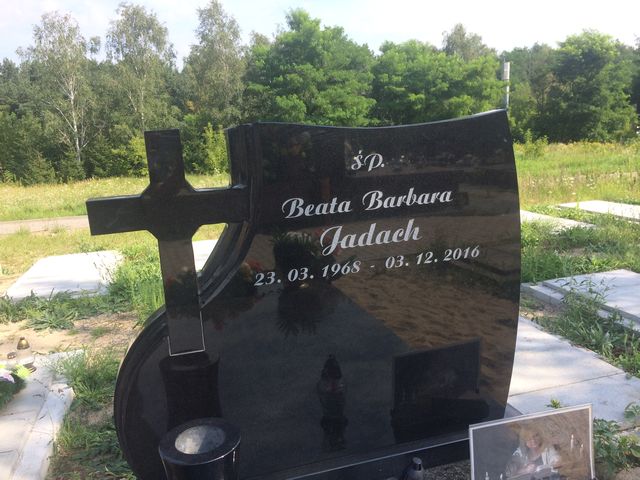 śp.
Beata Barbara
Jadach
23. 03. 1968 - 03. 12. 2016